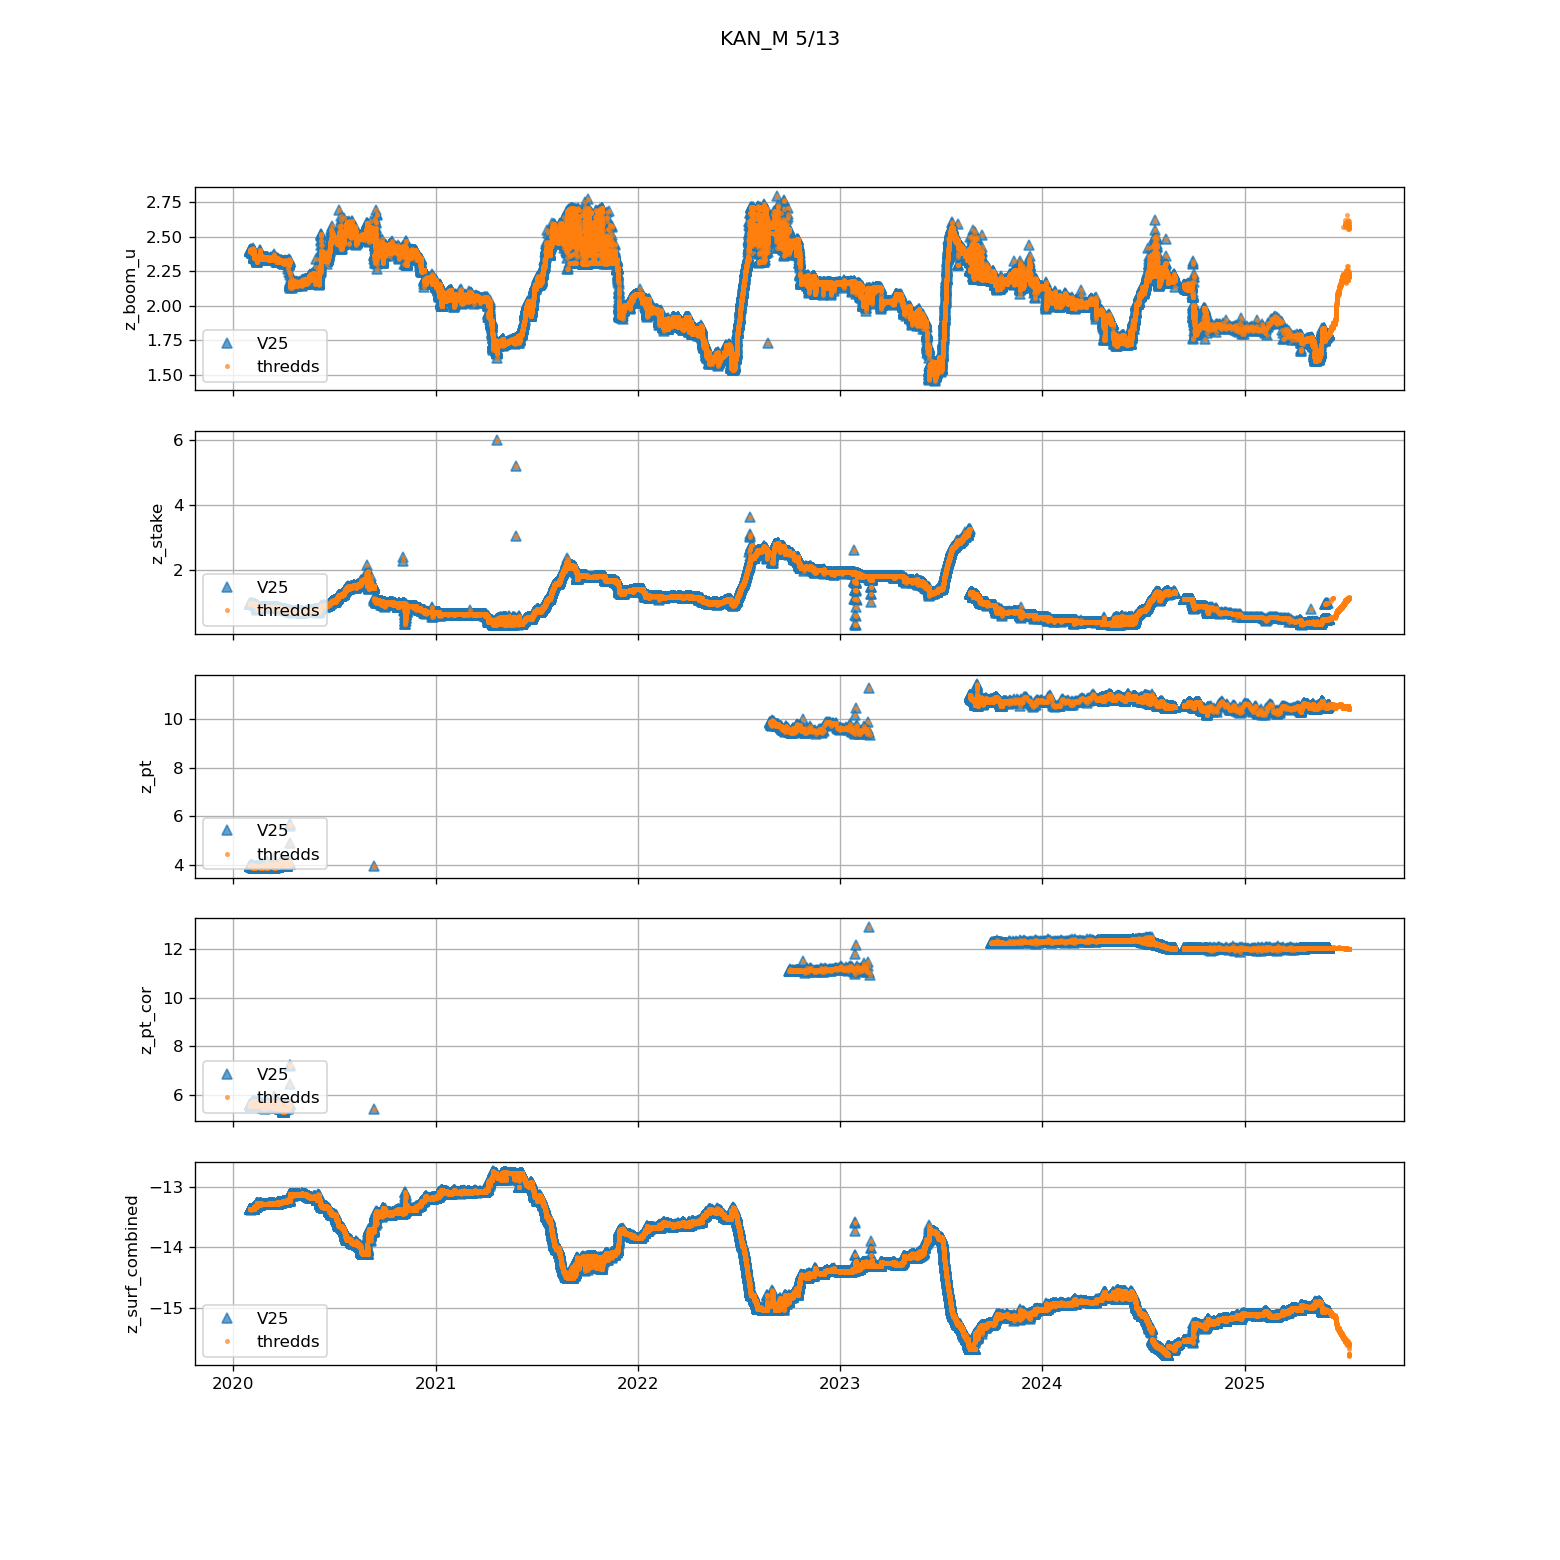 KAN_M 5/13
z_boom_u
2.75
2.50
2.25
2.00
1.75
1.50
V25
thredds
z_stake
6
4
2
V25
thredds
z_pt
10
8
6
4
V25
thredds
z_pt_cor
12
10
8
6
V25
thredds
z_surf_combined
−13
−14
−15
V25
thredds
2020 2021 2022 2023 2024 2025